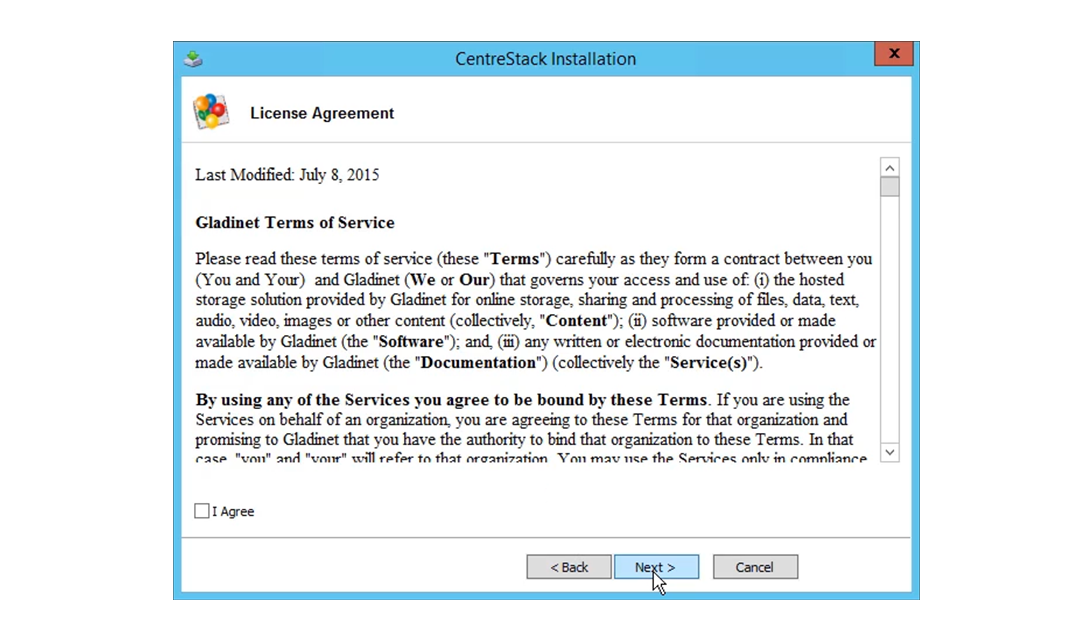 CentreStack Installation
X
License Agreement
Last Modified: July 8, 2015
Gladinet Terms of Service
Please read these terms of service (these "Terms") carefully as they form a contract between you
(You and Your)  and Gladinet (We or Our) that governs your access and use of: (i) the hosted
storage solution provided by Gladinet for online storage, sharing and processing of files, data, text,
audio, video, images or other content (collectively, "Content"); (ii) software provided or made
available by Gladinet (the "Software"); and, (iii) any written or electronic documentation provided or
made available by Gladinet (the "Documentation") (collectively the "Service(s)").
By using any of the Services you agree to be bound by these Terms. If you are using the
Services on behalf of an organization, you are agreeing to these Terms for that organization and
promising to Gladinet that you have the authority to bind that organization to these Terms. In that
case, "you" and "your" will refer to that organization. You may use the Services only in compliance
I Agree
< Back
Next >
Cancel